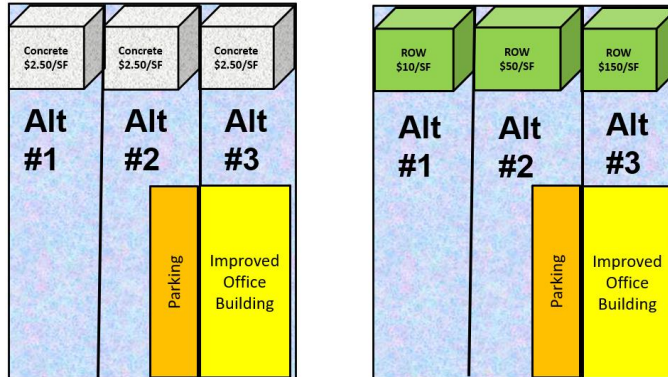 Concrete
$2.50/SF
Concrete
$2.50/SF
Concrete
$2.50/SF
Alt
#1
Alt
#2
Alt
#3
Parking
Improved
Office
Building
ROW
$10/SF
ROW
$50/SF
ROW
$150/SF
Alt
#1
Alt
#2
Alt
#3
Parking
Improved
Office
Building